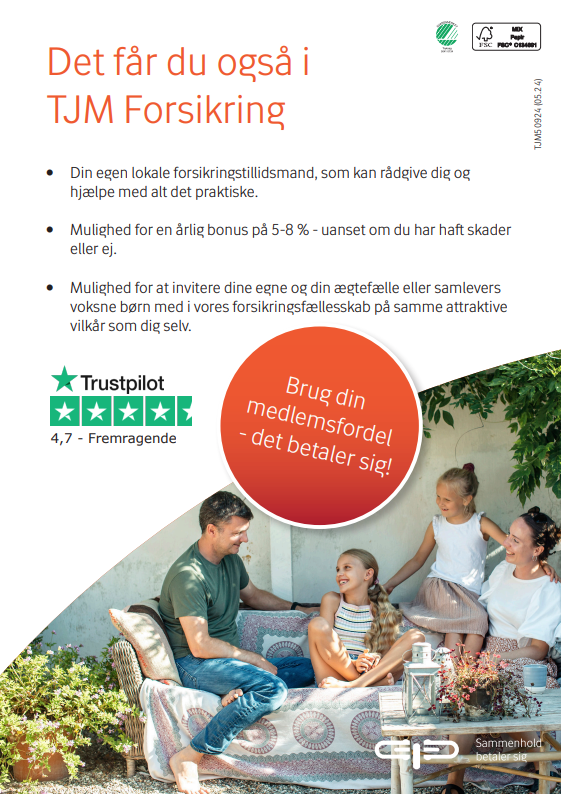 Det får du også i
TJM Forsikring
MIX
Papir
FSC
FSC® C134881
TJM5 0924 (05.24)
• Din egen lokale forsikringstillidsmand, som kan rådgive dig og
hjælpe med alt det praktiske.
• Mulighed for en årlig bonus på 5-8 % - uanset om du har haft skader
eller ej.
• Mulighed for at invitere dine egne og din ægtefælle eller samlevers
voksne børn med i vores forsikringsfællesskab på samme attraktive
vilkår som dig selv.
Trustpilot
4,7 - Fremragende
Brug din
medlemsfordel
- det betaler sig!
Sammenhold
betaler sig